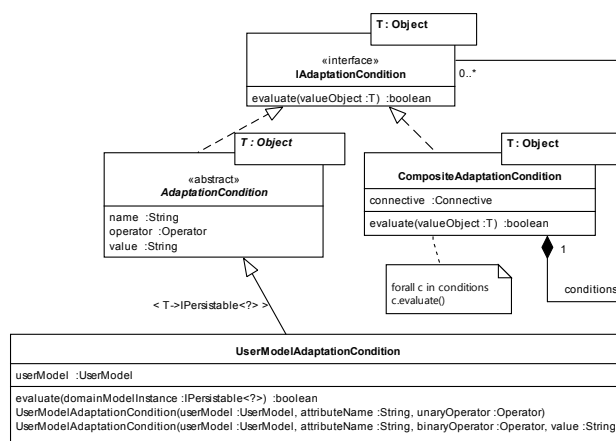 T : Object
«interface»
IAdaptationCondition
0..*
evaluate(valueObject :T) :boolean
T : Object
T : Object
«abstract»
AdaptationCondition
name :String
operator :Operator
value :String
CompositeAdaptationCondition
connective :Connective
evaluate(valueObject :T) :boolean
1
forall c in conditions
c.evaluate()
conditions
< T->IPersistable<?> >
UserModelAdaptationCondition
userModel :UserModel
evaluate(domainModelInstance :IPersistable<?>) :boolean
UserModelAdaptationCondition(userModel :UserModel, attributeName :String, unaryOperator :Operator)
UserModelAdaptationCondition(userModel :UserModel, attributeName :String, binaryOperator :Operator, value :String